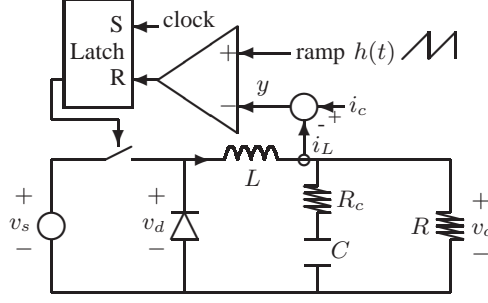 S
clock
Latch
R
+
ramp h(t)
−
y
i_c
- +
i_L
L
+
v_s
−
+
v_d
−
R_c
C
R
+
v_o
−